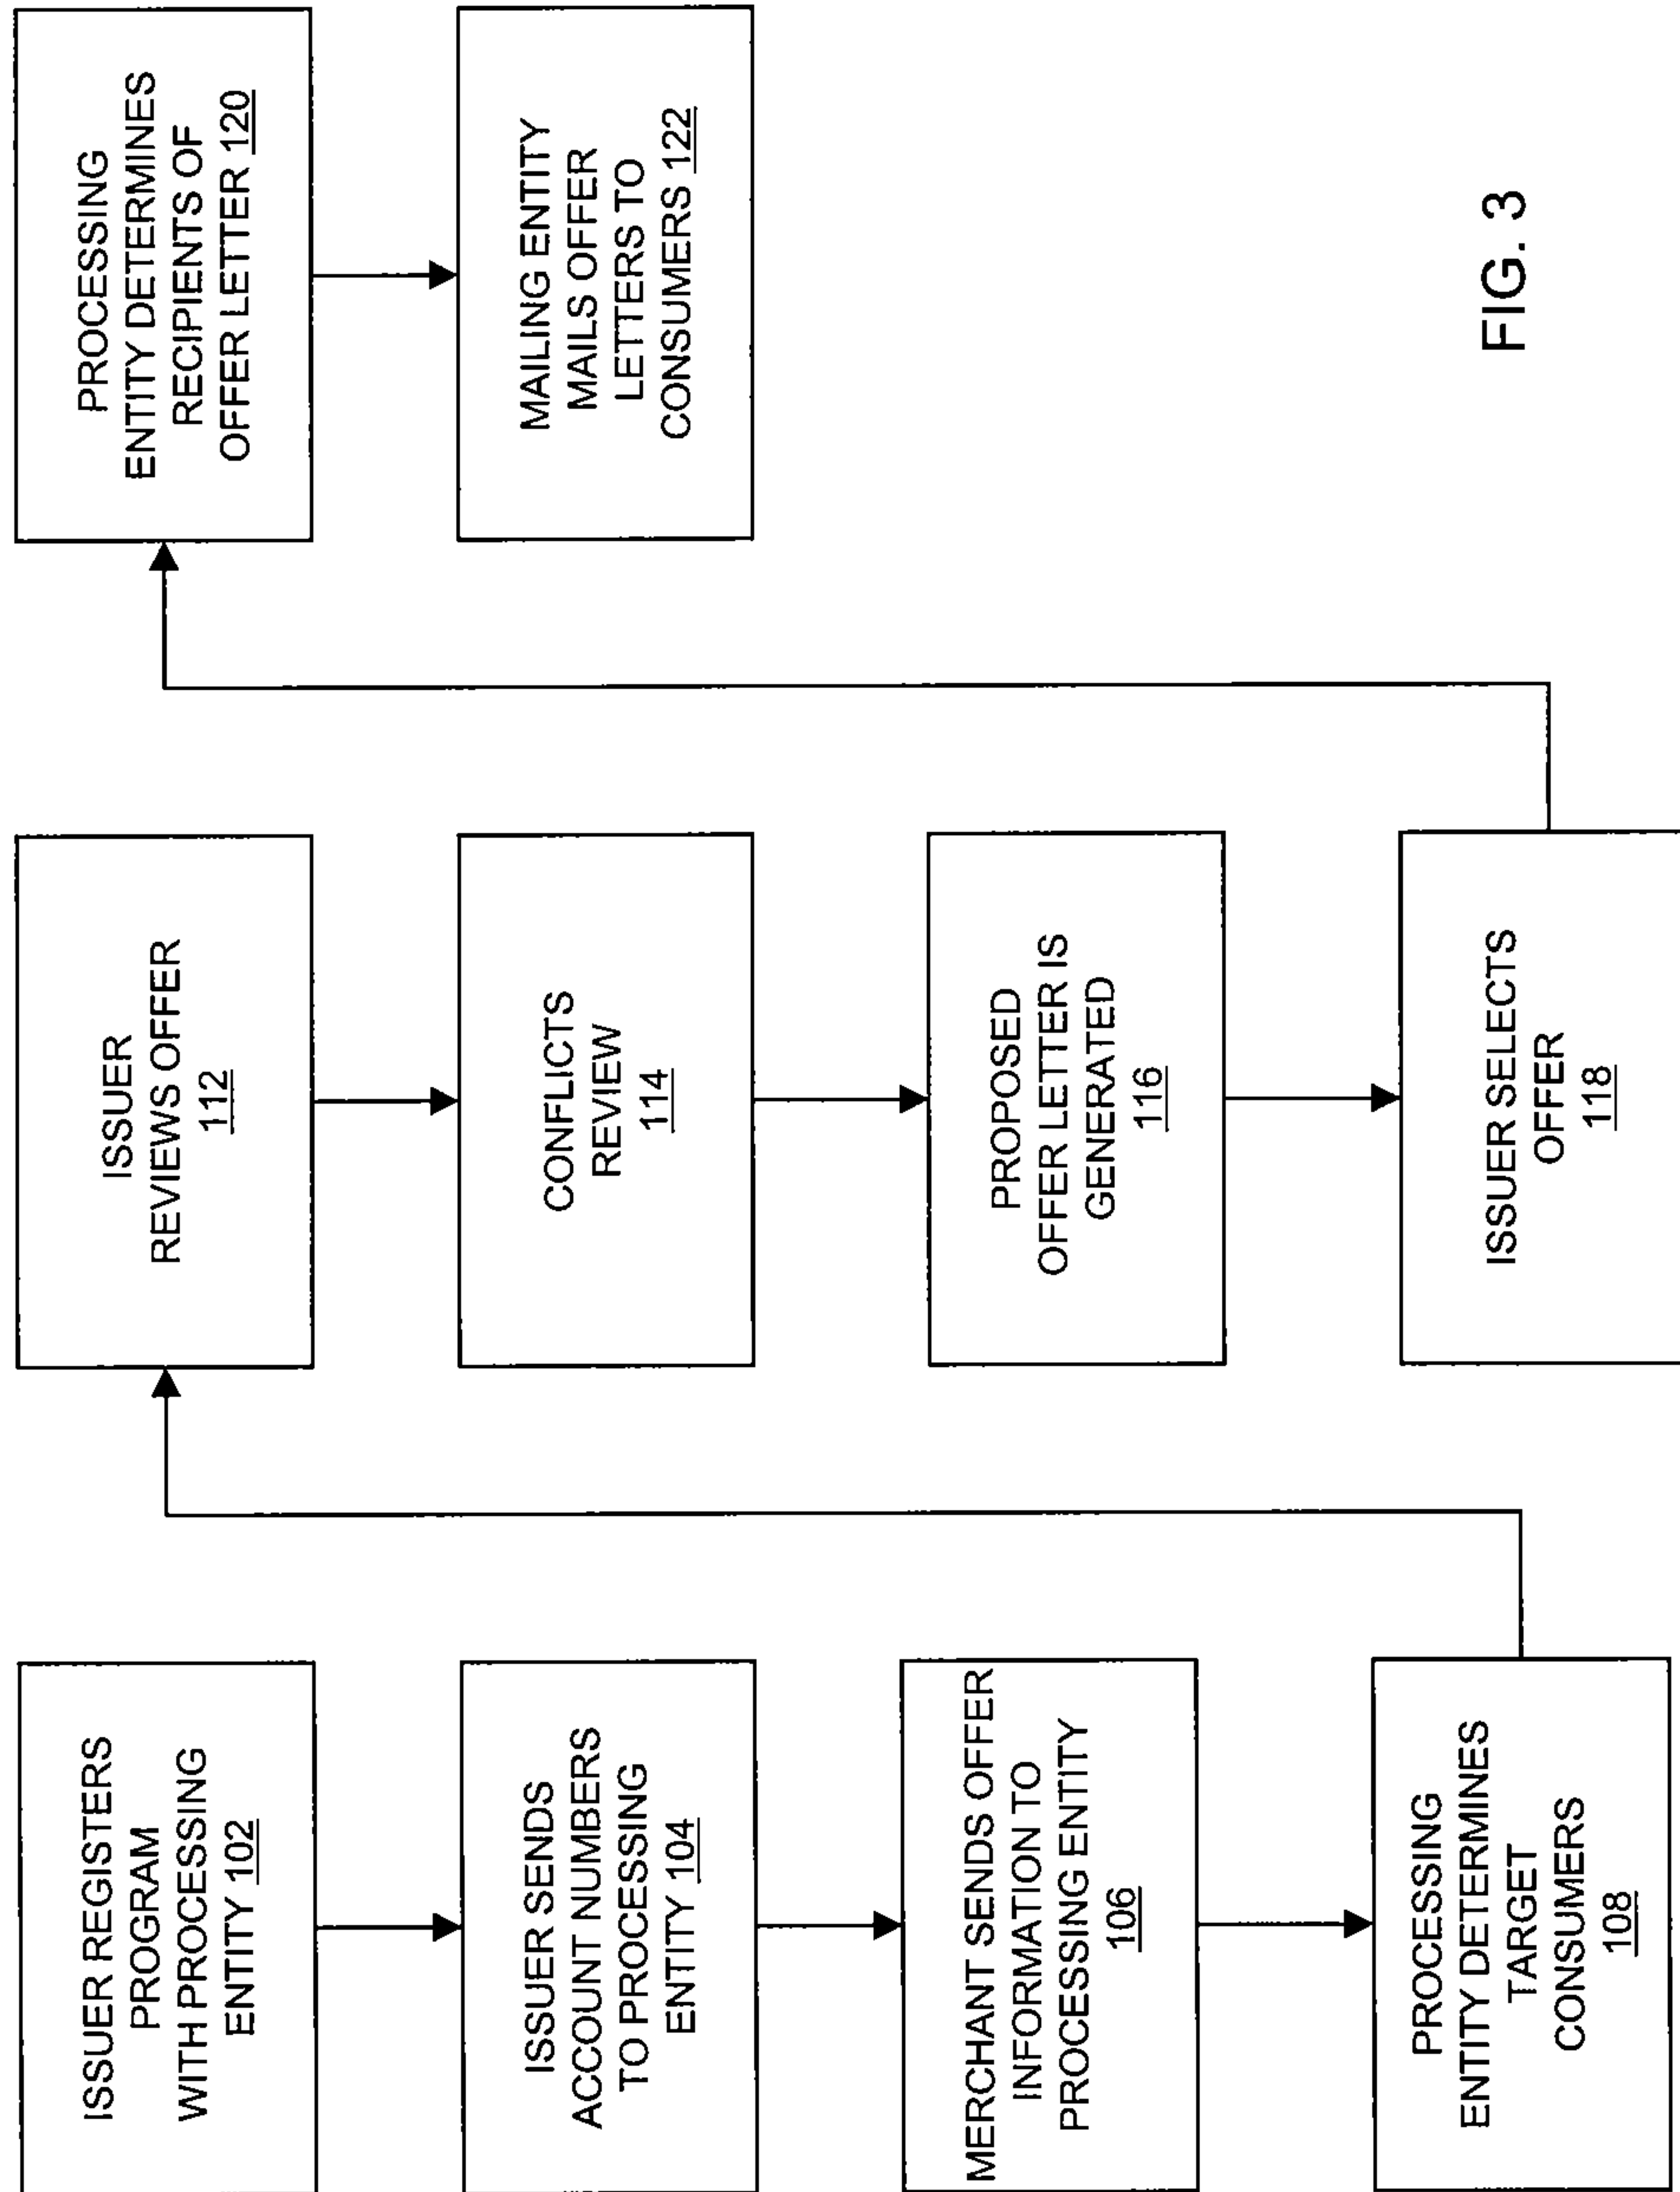 ISSUER REGISTERS
PROGRAM
WITH PROCESSING
ENTITY 102
ISSUER SENDS
ACCOUNT NUMBERS
TO PROCESSING
ENTITY 104
MERCHANT SENDS OFFER
INFORMATION TO
PROCESSING ENTITY
106
PROCESSING
ENTITY DETERMINES
TARGET
CONSUMERS
108
ISSUER
REVIEWS OFFER
112
CONFLICTS
REVIEW
114
PROPOSED
OFFER LETTER IS
GENERATED
116
ISSUER SELECTS
OFFER
118
PROCESSING
ENTITY DETERMINES
RECIPIENTS OF
OFFER LETTER 120
MAILING ENTITY
MAILS OFFER
LETTERS TO
CONSUMERS 122
FIG. 3